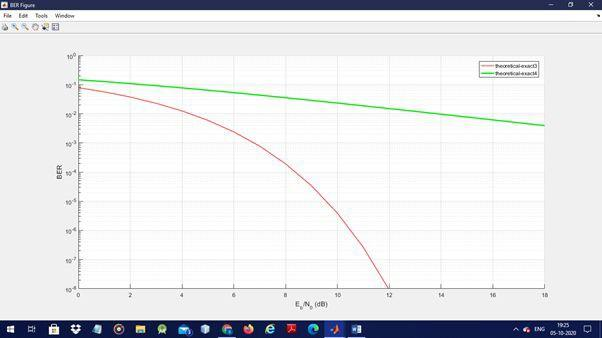 BER Figure
File Edit Tools Window
theoretical-exact3
theoretical-exact4
10^0
10^-1
10^-2
10^-3
10^-4
10^-5
10^-6
10^-7
10^-8
BER
0 2 4 6 8 10 12 14 16 18
E_b/N_0 (dB)
ENG
19:25
05-10-2020